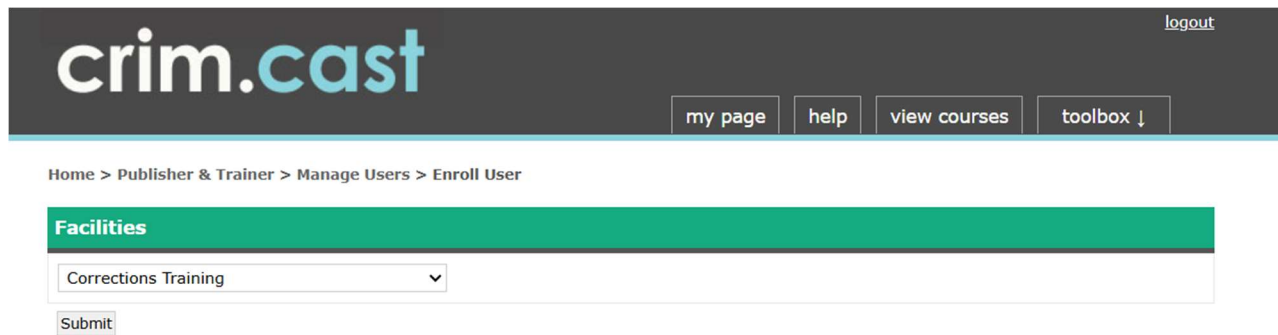 logout
crim.cast
my page help view courses toolbox ↓
Home > Publisher & Trainer > Manage Users > Enroll User
Facilities
Corrections Training
Submit